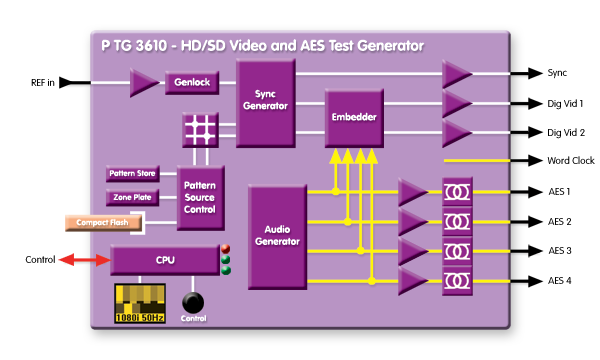 P TG 3610 - HD/SD Video and AES Test Generator
REF in
Genlock
Sync
Generator
Embedder
Sync
Dig Vid 1
Dig Vid 2
Word Clock
Pattern Store
Zone Plate
Compact Flash
Pattern
Source
Control
Audio
Generator
AES 1
AES 2
AES 3
AES 4
Control
CPU
1080i 50Hz
Control